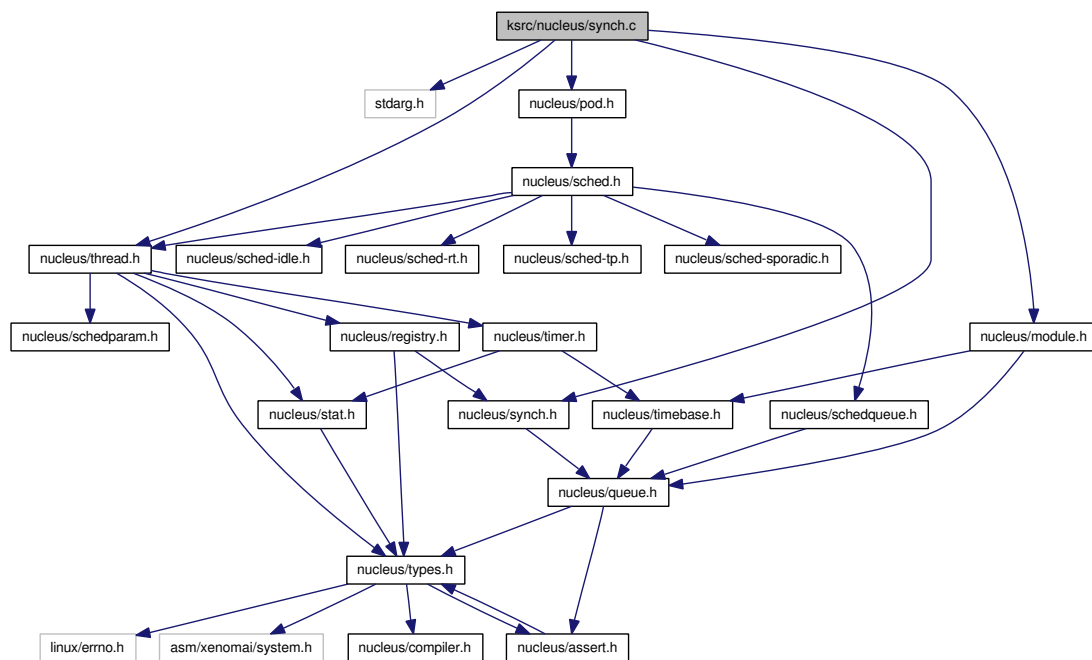 ksrc/nucleus/synch.c
stdarg.h
nucleus/pod.h
nucleus/sched.h
nucleus/thread.h
nucleus/sched-idle.h
nucleus/sched-rt.h
nucleus/sched-tp.h
nucleus/sched-sporadic.h
nucleus/schedparam.h
nucleus/registry.h
nucleus/timer.h
nucleus/module.h
nucleus/stat.h
nucleus/synch.h
nucleus/timebase.h
nucleus/schedqueue.h
nucleus/queue.h
nucleus/types.h
linux/errno.h
asm/xenomai/system.h
nucleus/compiler.h
nucleus/assert.h